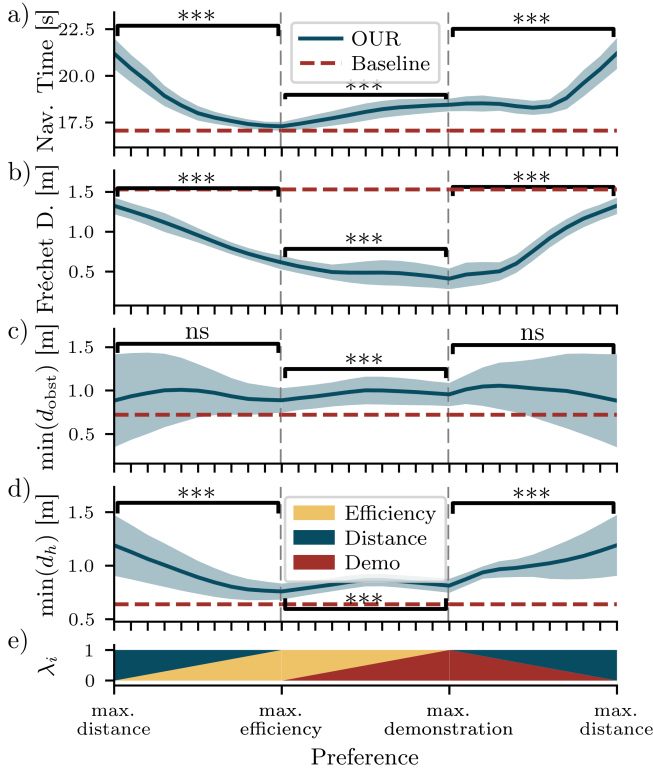 a)
Nav. Time [s]
22.5
20.0
17.5
***
***
***
OUR
Baseline
b)
Fréchet D. [m]
1.5
1.0
0.5
***
***
***
c)
min(d_obst) [m]
1.5
1.0
0.5
ns
***
ns
d)
min(d_h) [m]
1.5
1.0
0.5
***
***
***
Efficiency
Distance
Demo
e)
λ_i
1
0
max. distance
max. efficiency
max. demonstration
max. distance
Preference